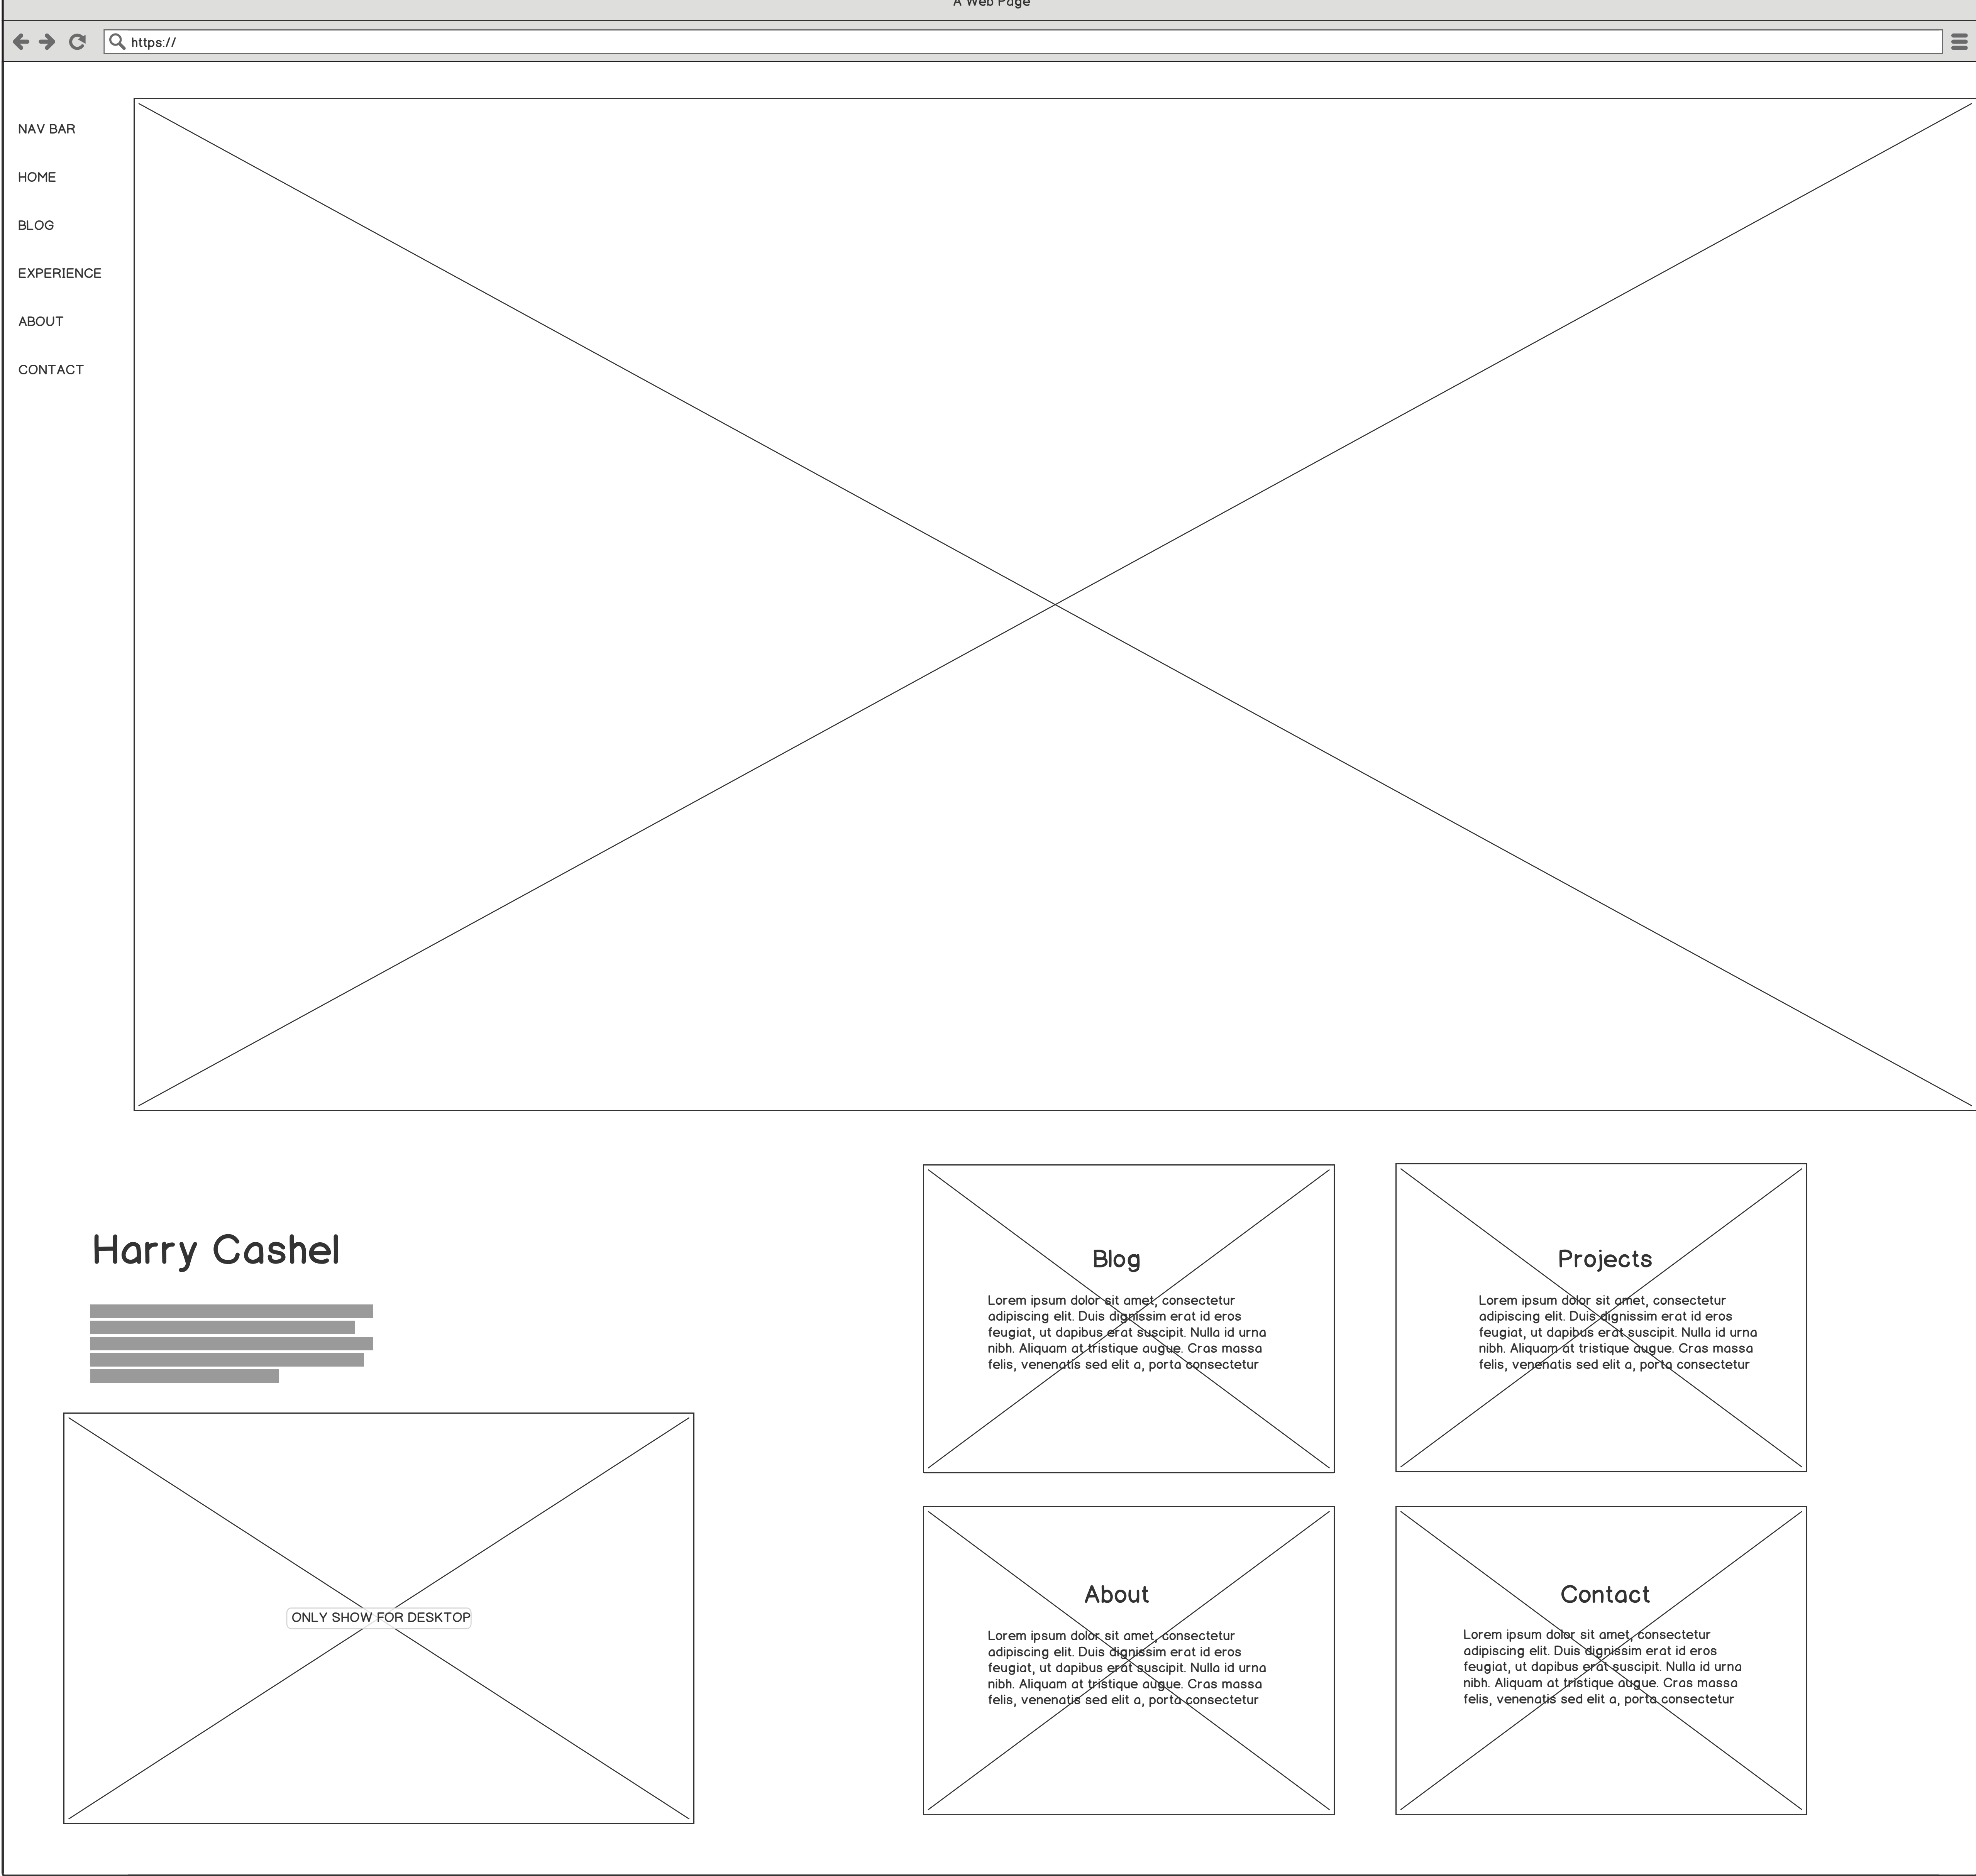 A Web Page
https://
NAV BAR
HOME
BLOG
EXPERIENCE
ABOUT
CONTACT
Harry Cashel
ONLY SHOW FOR DESKTOP
Blog
Lorem ipsum dolor sit amet, consectetur
adipiscing elit. Duis dignissim erat id eros
feugiat, ut dapibus erat suscipit. Nulla id urna
nibh. Aliquam at tristique augue. Cras massa
felis, venenatis sed elit a, porta consectetur
Projects
Lorem ipsum dolor sit amet, consectetur
adipiscing elit. Duis dignissim erat id eros
feugiat, ut dapibus erat suscipit. Nulla id urna
nibh. Aliquam at tristique augue. Cras massa
felis, venenatis sed elit a, porta consectetur
About
Lorem ipsum dolor sit amet, consectetur
adipiscing elit. Duis dignissim erat id eros
feugiat, ut dapibus erat suscipit. Nulla id urna
nibh. Aliquam at tristique augue. Cras massa
felis, venenatis sed elit a, porta consectetur
Contact
Lorem ipsum dolor sit amet, consectetur
adipiscing elit. Duis dignissim erat id eros
feugiat, ut dapibus erat suscipit. Nulla id urna
nibh. Aliquam at tristique augue. Cras massa
felis, venenatis sed elit a, porta consectetur